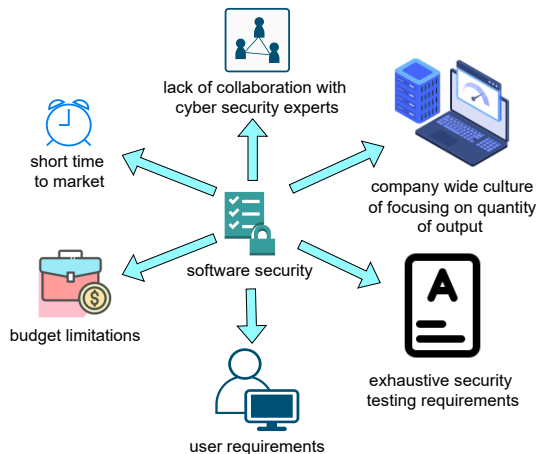 lack of collaboration with
cyber security experts
short time
to market
company wide culture
of focusing on quantity
of output
software security
budget limitations
$
A
exhaustive security
testing requirements
user requirements